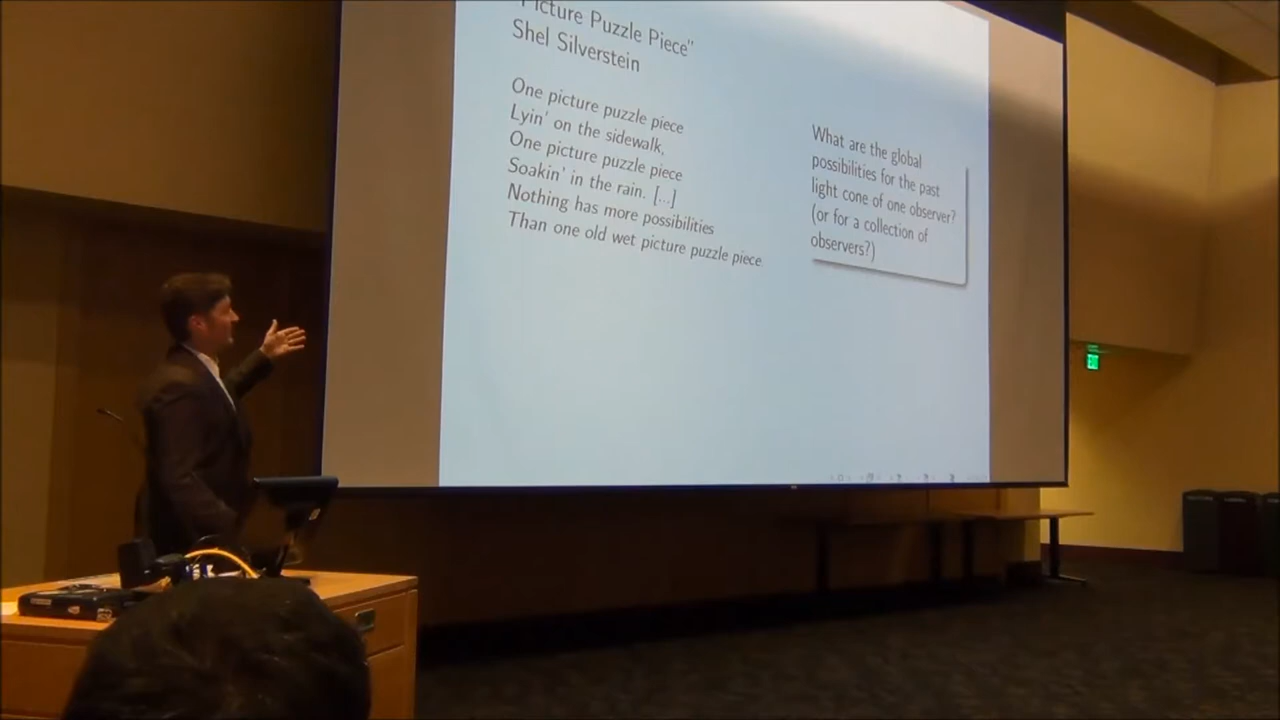 Picture Puzzle Piece"
Shel Silverstein
One picture puzzle piece
Lyin' on the sidewalk,
One picture puzzle piece
Soakin' in the rain. [...]
Nothing has more possibilities
Than one old wet picture puzzle piece
What are the global
possibilities for the past
light cone of one observer?
(or for a collection of
observers?)